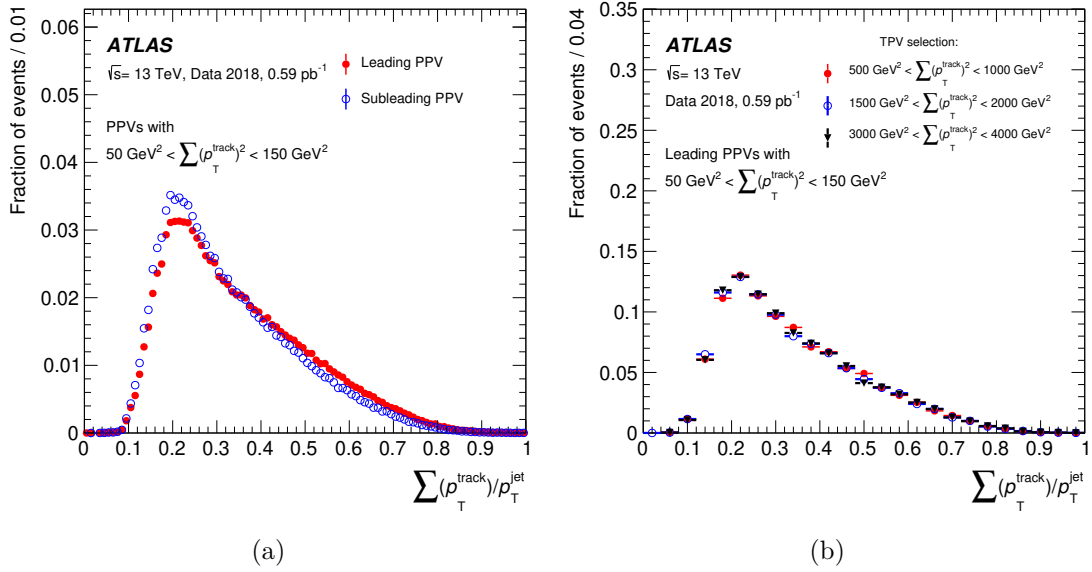 Fraction of events / 0.01
0.06
0.05
0.04
0.03
0.02
0.01
0
ATLAS
√s= 13 TeV, Data 2018, 0.59 pb⁻¹
PPVs with
50 GeV² < ∑(p_T^track)² < 150 GeV²
Leading PPV
Subleading PPV
0 0.1 0.2 0.3 0.4 0.5 0.6 0.7 0.8 0.9 1
∑(p_T^track)/p_T^jet
(a)
Fraction of events / 0.04
0.35
0.3
0.25
0.2
0.15
0.1
0.05
0
ATLAS
√s= 13 TeV
Data 2018, 0.59 pb⁻¹
Leading PPVs with
50 GeV² < ∑(p_T^track)² < 150 GeV²
TPV selection:
500 GeV² < ∑(p_T^track)² < 1000 GeV²
1500 GeV² < ∑(p_T^track)² < 2000 GeV²
3000 GeV² < ∑(p_T^track)² < 4000 GeV²
0 0.1 0.2 0.3 0.4 0.5 0.6 0.7 0.8 0.9 1
∑(p_T^track)/p_T^jet
(b)